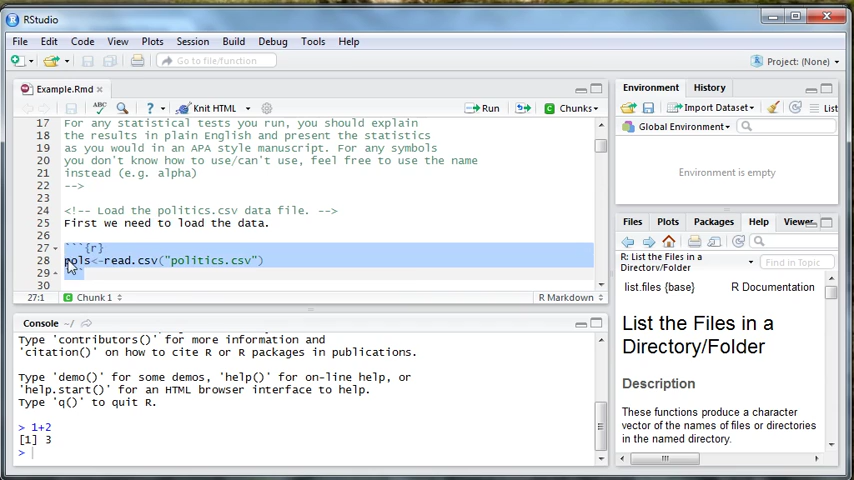 RStudio
File Edit Code View Plots Session Build Debug Tools Help
Go to file/function
Project: (None)
Example.Rmd
ABC
?
Knit HTML
Run
Chunks
17 For any statistical tests you run, you should explain
18 the results in plain English and present the statistics
19 as you would in an APA style manuscript. For any symbols
20 you don't know how to use/can't use, feel free to use the name
21 instead (e.g. alpha)
22 -->
23
24 <!-- Load the politics.csv data file. -->
25 First we need to load the data.
26
27 ```{r}
28 pols<-read.csv("politics.csv")
29 ```
30
27:1 Chunk 1 R Markdown
Console ~/
Type 'contributors()' for more information and
'citation()' on how to cite R or R packages in publications.
Type 'demo()' for some demos, 'help()' for on-line help, or
'help.start()' for an HTML browser interface to help.
Type 'q()' to quit R.
> 1+2
[1] 3
>
Environment History
Import Dataset
List
Global Environment
Environment is empty
Files Plots Packages Help Viewer
R: List the Files in a
Directory/Folder
Find in Topic
list.files {base} R Documentation
List the Files in a
Directory/Folder
Description
These functions produce a character
vector of the names of files or directories
in the named directory.